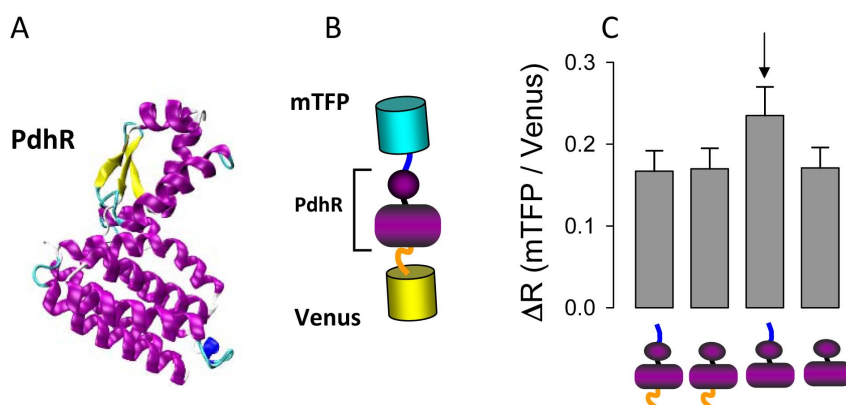 A
PdhR
B
mTFP
PdhR
Venus
C
ΔR (mTFP / Venus)
0.3
0.2
0.1
0.0